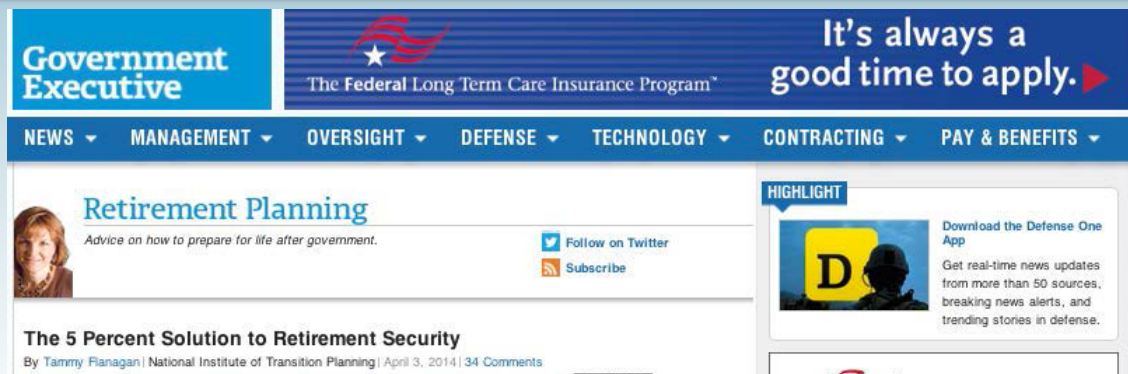 Government
Executive
The Federal Long Term Care Insurance Program™
It's always a
good time to apply.
NEWS
MANAGEMENT
OVERSIGHT
DEFENSE
TECHNOLOGY
CONTRACTING
PAY & BENEFITS
Retirement Planning
Advice on how to prepare for life after government.
Follow on Twitter
Subscribe
The 5 Percent Solution to Retirement Security
By Tammy Flanagan | National Institute of Transition Planning | April 3, 2014 | 34 Comments
HIGHLIGHT
D
Download the Defense One
App
Get real-time news updates
from more than 50 sources,
breaking news alerts, and
trending stories in defense.